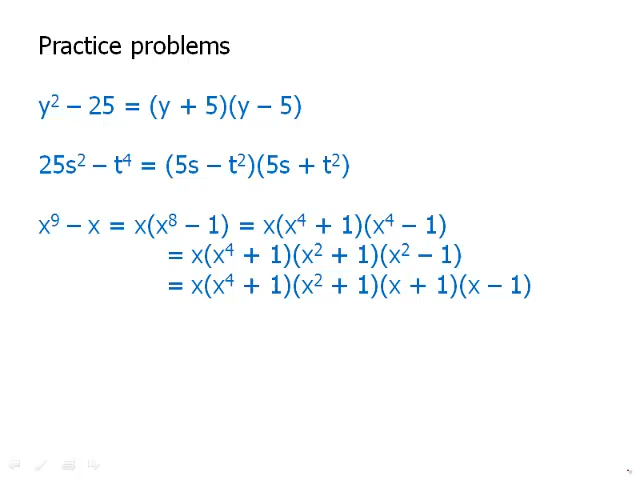 Practice problems
y² – 25 = (y + 5)(y – 5)
25s² – t⁴ = (5s – t²)(5s + t²)
x⁹ – x = x(x⁸ – 1) = x(x⁴ + 1)(x⁴ – 1)
= x(x⁴ + 1)(x² + 1)(x² – 1)
= x(x⁴ + 1)(x² + 1)(x + 1)(x – 1)